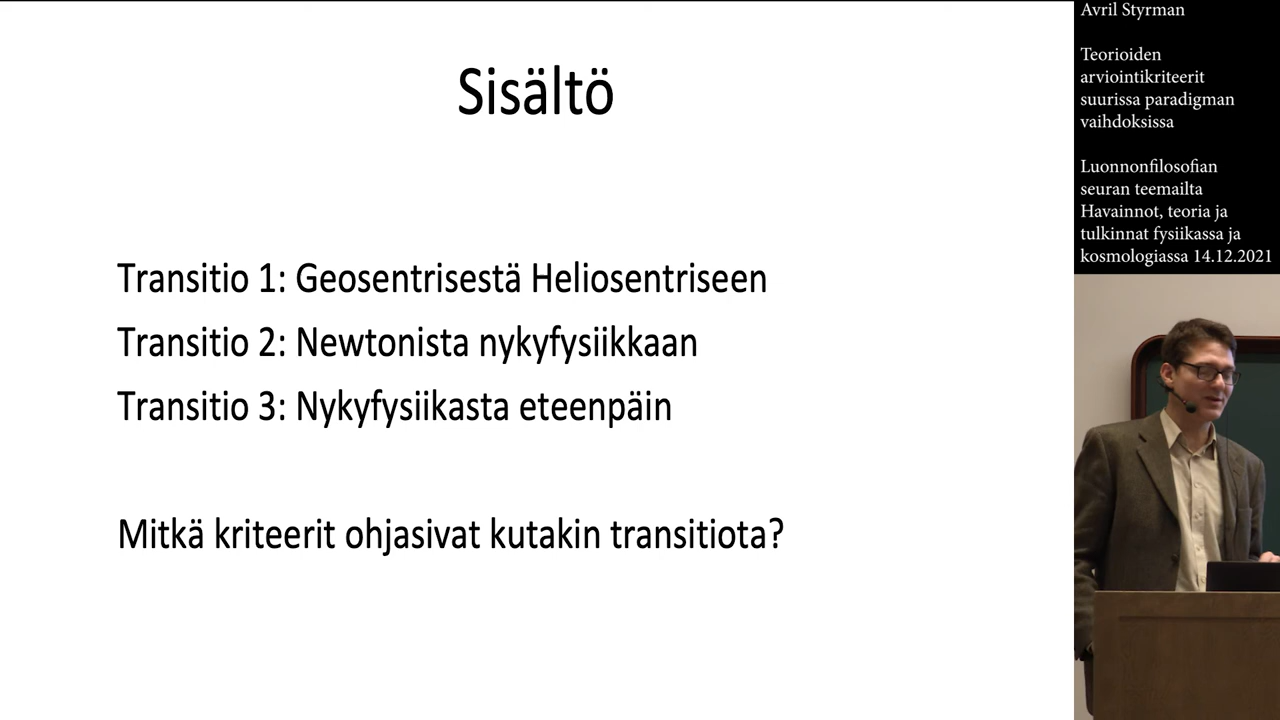 Sisältö
Transitio 1: Geosentrisestä Heliosentriseen
Transitio 2: Newtonista nykyfysiikkaan
Transitio 3: Nykyfysiikasta eteenpäin
Mitkä kriteerit ohjasivat kutakin transitiota?
Avril Styrman
Teorioiden
arviointikriteerit
suurissa paradigman
vaihdoksissa
Luonnonfilosofian
seuran teemailta
Havainnot, teoria ja
tulkinnat fysiikassa ja
kosmologiassa 14.12.2021